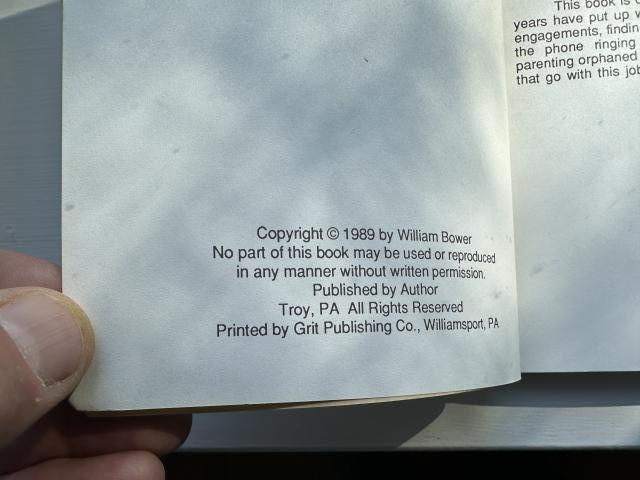 Copyright © 1989 by William Bower
No part of this book may be used or reproduced
in any manner without written permission.
Published by Author
Troy, PA All Rights Reserved
Printed by Grit Publishing Co., Williamsport, PA
This book is
years have put up
engagements,
the phone ringing
parenting orphaned
that go with this